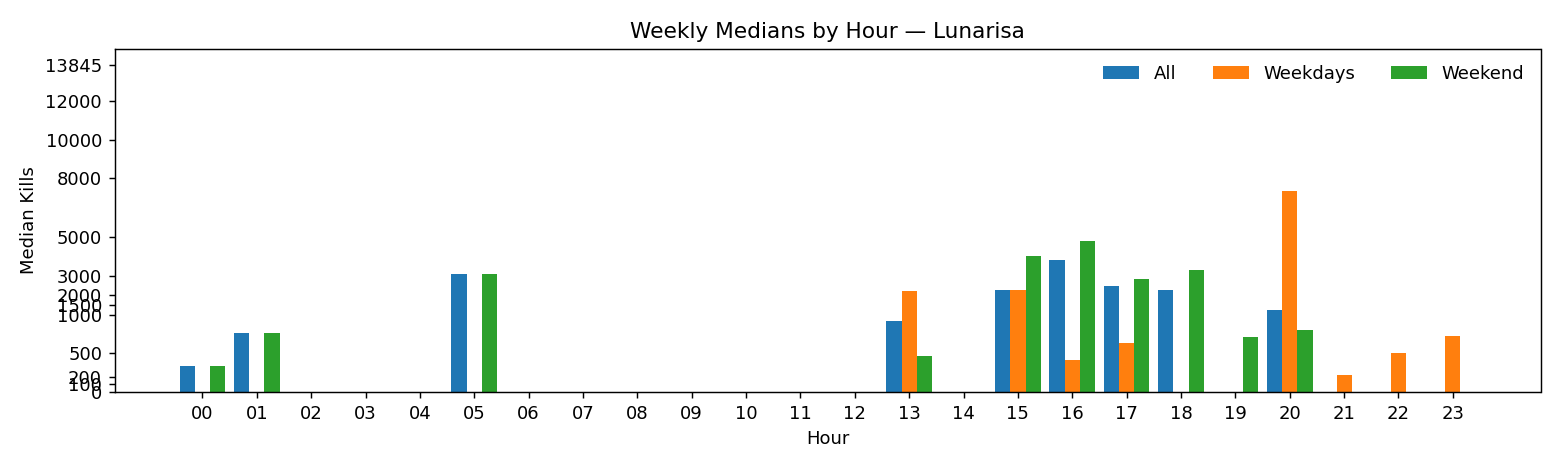 Weekly Medians by Hour — Lunarisa
All Weekdays Weekend
Median Kills
13845
12000
10000
8000
5000
3000
2000
1500
1000
500
200
100
0
00 01 02 03 04 05 06 07 08 09 10 11 12 13 14 15 16 17 18 19 20 21 22 23
Hour